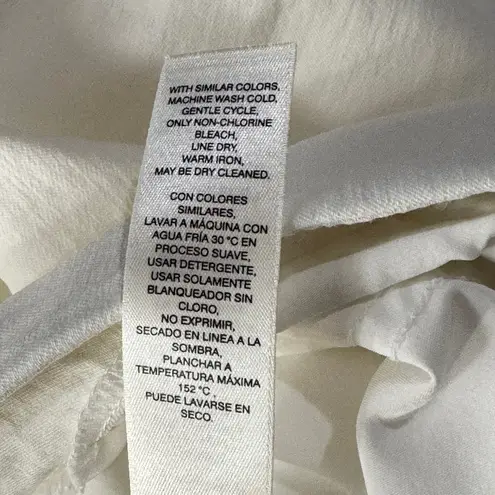 WITH SIMILAR COLORS,
MACHINE WASH COLD,
GENTLE CYCLE,
ONLY NON-CHLORINE
BLEACH,
LINE DRY,
WARM IRON,
MAY BE DRY CLEANED.
CON COLORES
SIMILARES,
LAVAR A MÁQUINA CON
AGUA FRÍA 30 °C EN
PROCESO SUAVE,
USAR DETERGENTE,
USAR SOLAMENTE
BLANQUEADOR SIN
CLORO,
NO EXPRIMIR,
SECADO EN LINEA A LA
SOMBRA,
PLANCHAR A
TEMPERATURA MÁXIMA
152 °C ,
PUEDE LAVARSE EN
SECO.